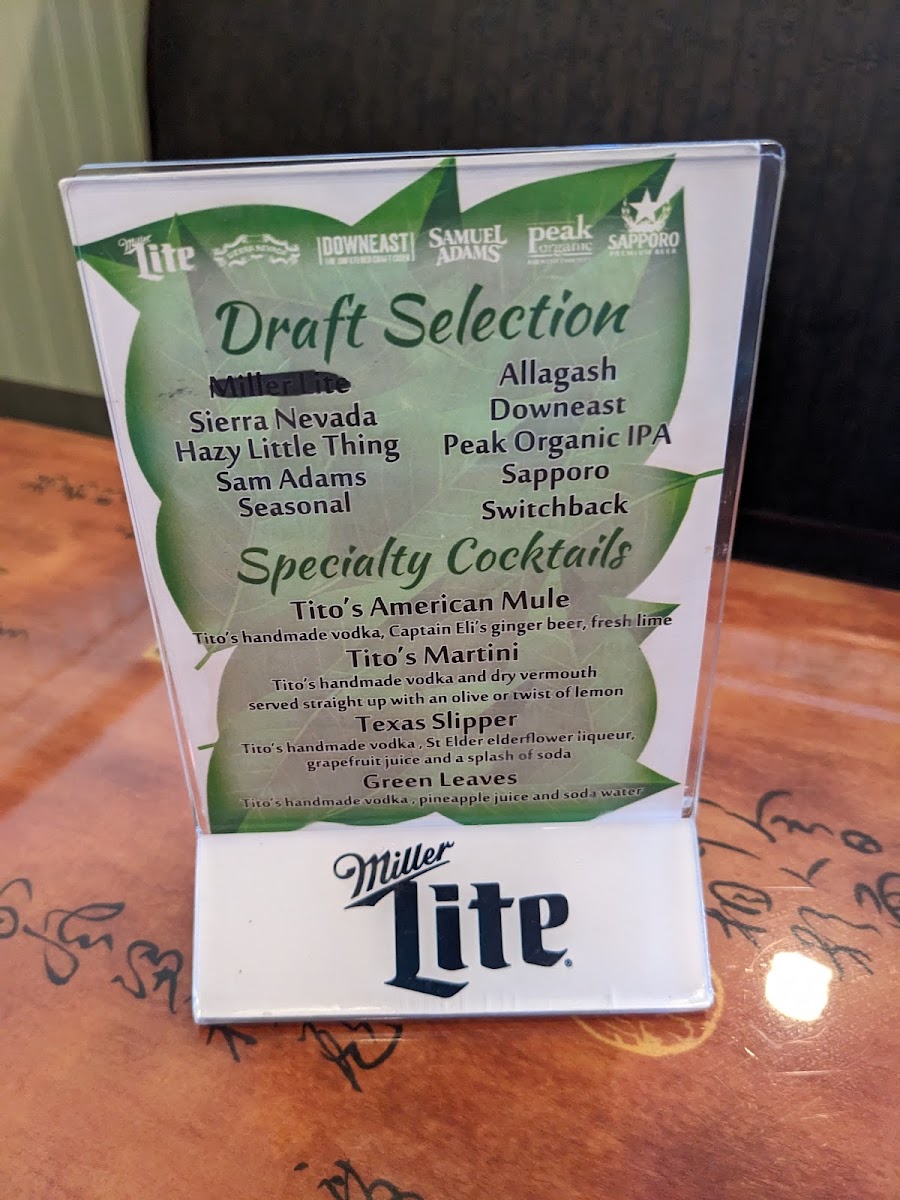 Miller Lite
SIERRA NEVADA
DOWNEAST
SAMUEL ADAMS
Peak organic
SAPPORO
PREMIUM BEER
Draft Selection
Miller Lite
Sierra Nevada
Hazy Little Thing
Sam Adams
Seasonal
Allagash
Downeast
Peak Organic IPA
Sapporo
Switchback
Specialty Cocktails
Tito's American Mule
Tito's handmade vodka, Captain Eli's ginger beer, fresh lime
Tito's Martini
Tito's handmade vodka and dry vermouth
served straight up with an olive or twist of lemon
Texas Slipper
Tito's handmade vodka , St Elder elderflower liqueur,
grapefruit juice and a splash of soda
Green Leaves
Tito's handmade vodka , pineapple juice and soda water
Miller
Lite